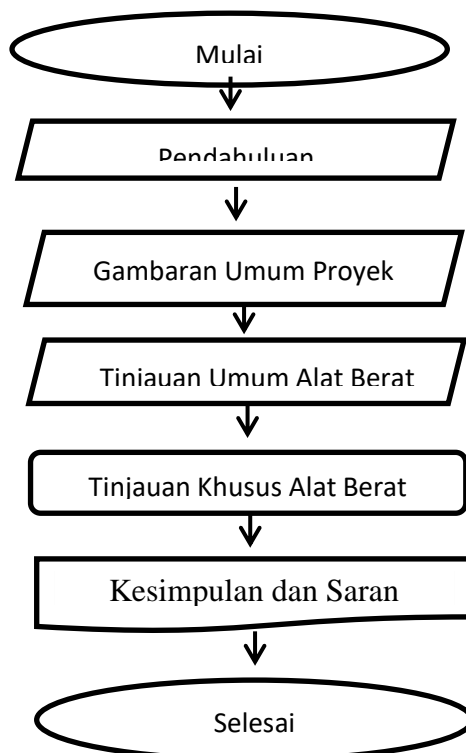 Mulai
Pendahuluan
Gambaran Umum Proyek
Tinjauan Umum Alat Berat
Tinjauan Khusus Alat Berat
Kesimpulan dan Saran
Selesai